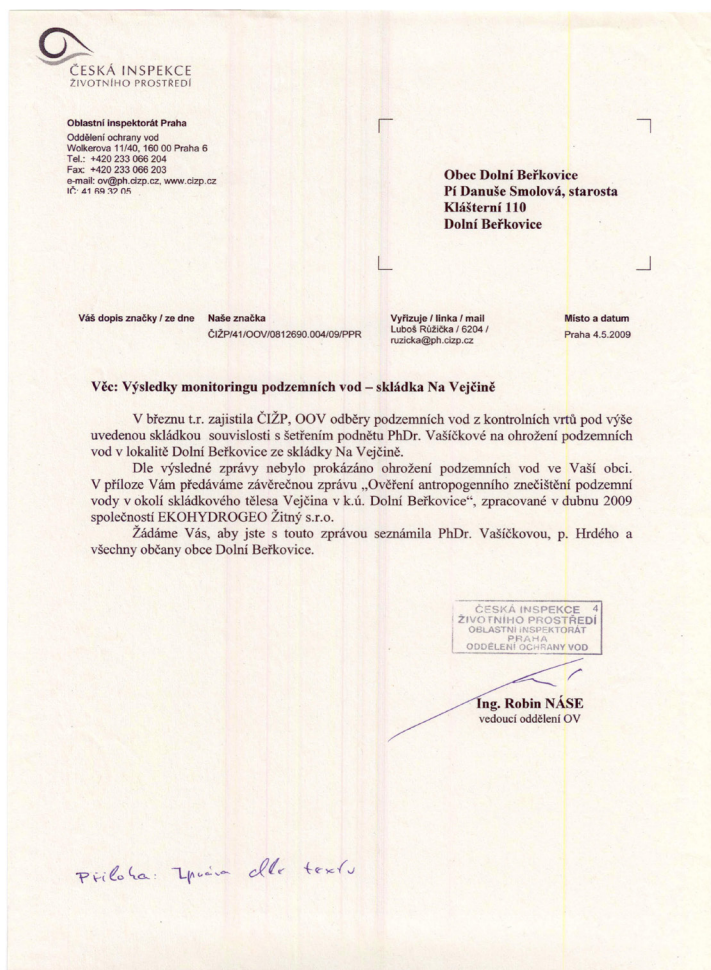 ČESKÁ INSPEKCE
ŽIVOTNÍHO PROSTŘEDÍ
Oblastní inspektorát Praha
Oddělení ochrany vod
Wolkerova 11/40, 160 00 Praha 6
Tel.: +420 233 066 204
Fax: +420 233 066 203
e-mail: ov@ph.cizp.cz, www.cizp.cz
IČ: 41 69 32 05
Obec Dolní Beřkovice
Pí Danuše Smolová, starosta
Klášterní 110
Dolní Beřkovice
Váš dopis značky / ze dne
Naše značka
ČIŽP/41/OOV/0812690.004/09/PPR
Vyřizuje / linka / mail
Luboš Růžička / 6204 /
ruzicka@ph.cizp.cz
Místo a datum
Praha 4.5.2009
Věc: Výsledky monitoringu podzemních vod – skládka Na Vejčině
V březnu t.r. zajistila ČIŽP, OOV odběry podzemních vod z kontrolních vrtů pod výše
uvedenou skládkou souvislosti s šetřením podnětu PhDr. Vašíčkové na ohrožení podzemních
vod v lokalitě Dolní Beřkovice ze skládky Na Vejčině.
Dle výsledné zprávy nebylo prokázáno ohrožení podzemních vod ve Vaší obci.
V příloze Vám předáváme závěrečnou zprávu „Ověření antropogenního znečištění podzemní
vody v okolí skládkového tělesa Vejčina v k.ú. Dolní Beřkovice“, zpracované v dubnu 2009
společností EKOHYDROGEO Žitný s.r.o.
Žádáme Vás, aby jste s touto zprávou seznámila PhDr. Vašíčkovou, p. Hrdého a
všechny občany obce Dolní Beřkovice.
ČESKÁ INSPEKCE 4
ŽIVOTNÍHO PROSTŘEDÍ
OBLASTNÍ INSPEKTORÁT
PRAHA
ODDĚLENÍ OCHRANY VOD
Ing. Robin NÁSE
vedoucí oddělení OV
Příloha: Zpráva dle textu